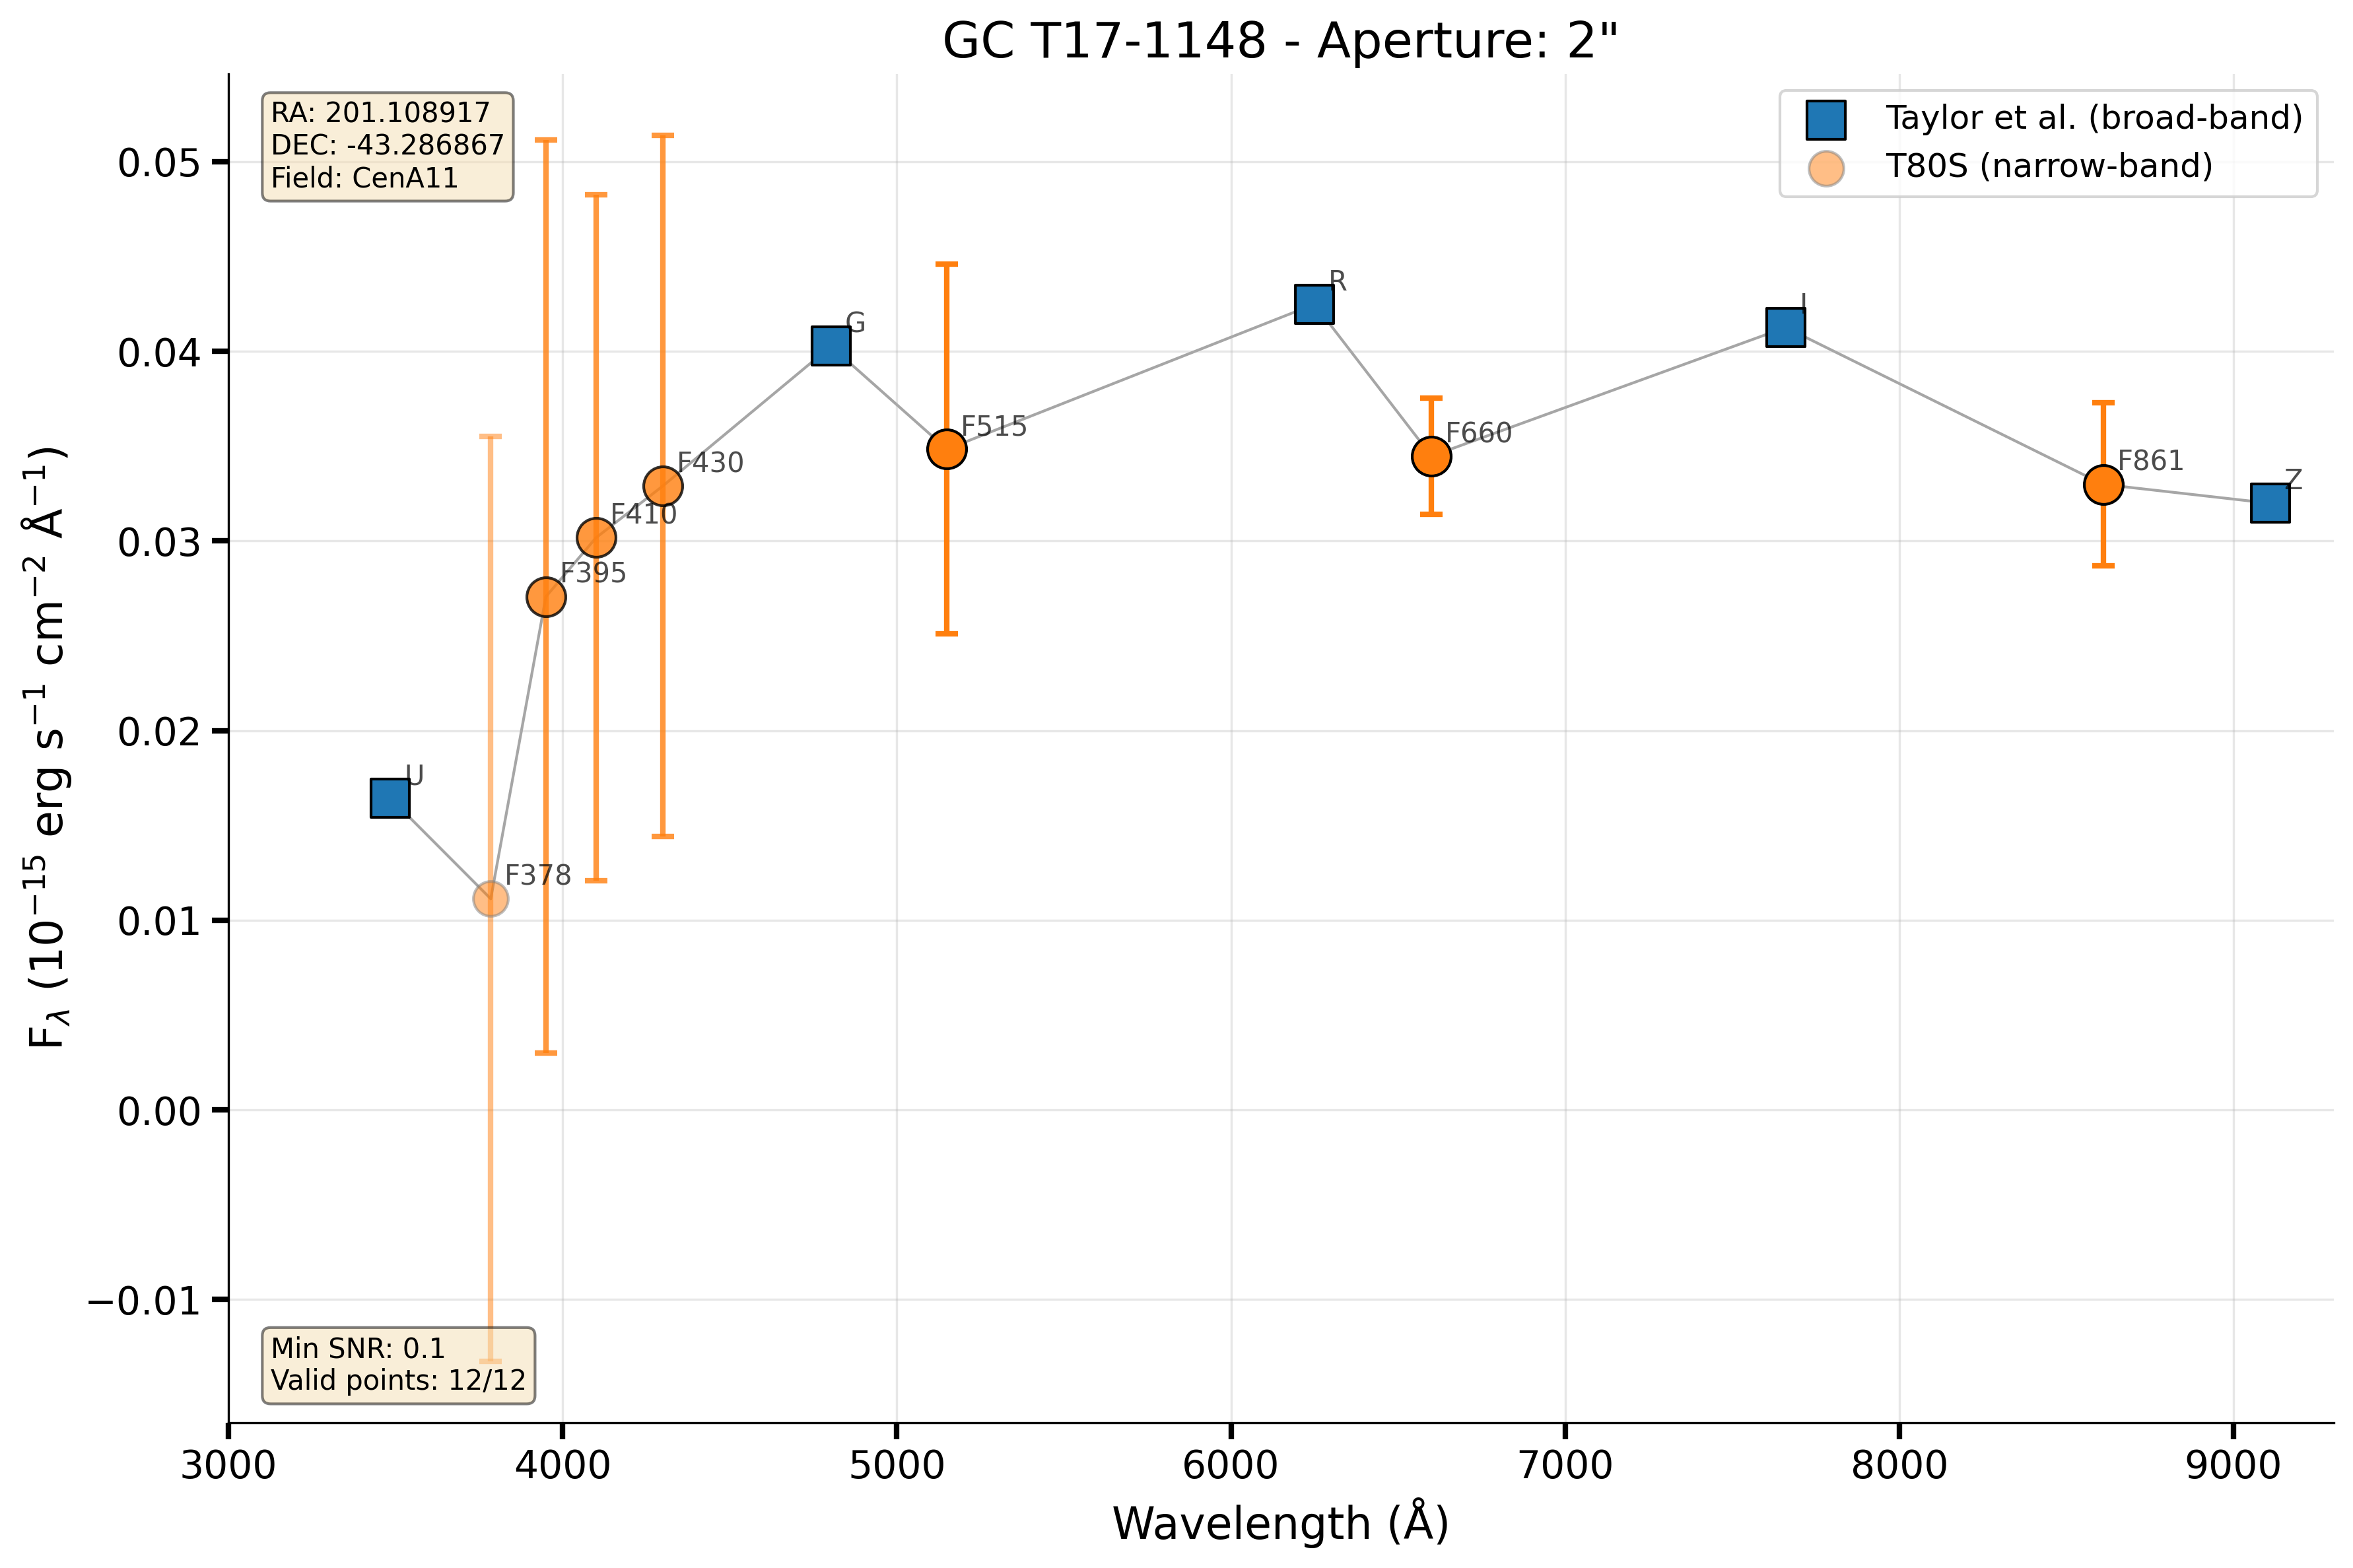 GC T17-1148 - Aperture: 2"
RA: 201.108917
DEC: -43.286867
Field: CenA11
Taylor et al. (broad-band)
T80S (narrow-band)
0.05
0.04
0.03
0.02
0.01
0.00
−0.01
F$_λ$ (10$^{−15}$ erg s$^{−1}$ cm$^{−2}$ Å$^{−1}$)
U
F378
F395
F410
F430
G
F515
R
F660
I
F861
Z
Min SNR: 0.1
Valid points: 12/12
3000
4000
5000
6000
7000
8000
9000
Wavelength (Å)